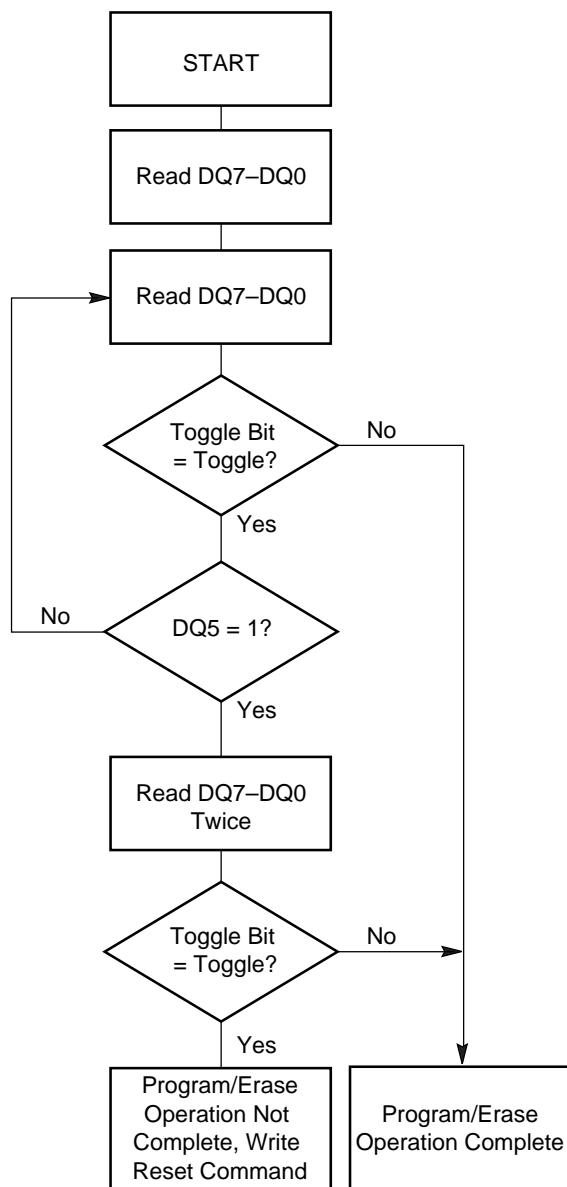 START
Read DQ7–DQ0
Read DQ7–DQ0
Toggle Bit
= Toggle?
No
Yes
No
DQ5 = 1?
Yes
Read DQ7–DQ0
Twice
Toggle Bit
= Toggle?
No
Yes
Program/Erase
Operation Not
Complete, Write
Reset Command
Program/Erase
Operation Complete